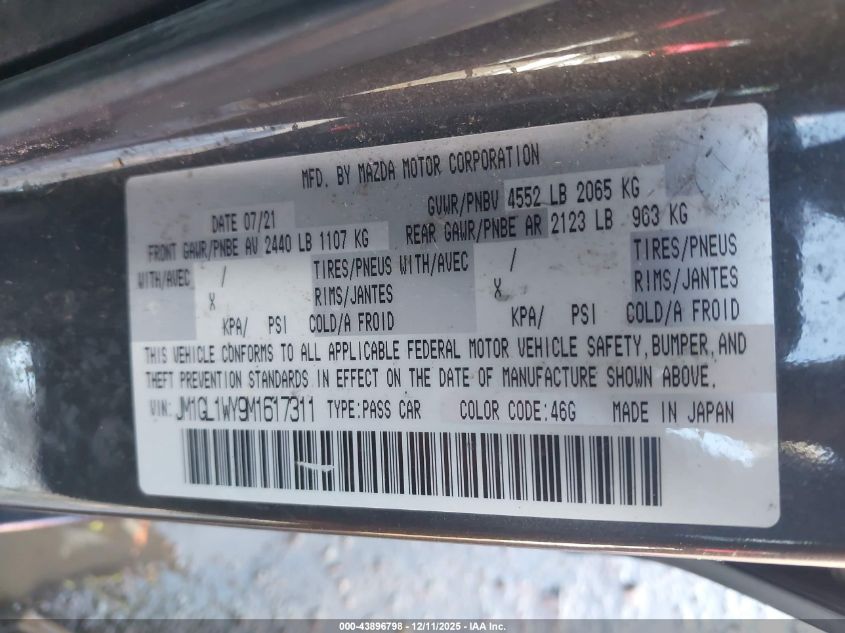 MFD. BY MAZDA MOTOR CORPORATION
DATE 07/21 GVWR/PNBV 4552 LB 2065 KG
FRONT GAWR/PNBE AV 2440 LB 1107 KG REAR GAWR/PNBE AR 2123 LB 963 KG
WITH/AVEC / TIRES/PNEUS WITH/AVEC / TIRES/PNEUS
X RIMS/JANTES X RIMS/JANTES
KPA/ PSI COLD/A FROID KPA/ PSI COLD/A FROID
THIS VEHICLE CONFORMS TO ALL APPLICABLE FEDERAL MOTOR VEHICLE SAFETY, BUMPER, AND
THEFT PREVENTION STANDARDS IN EFFECT ON THE DATE OF MANUFACTURE SHOWN ABOVE.
VIN: JM1GL1WY9M1617311 TYPE:PASS CAR COLOR CODE:46G MADE IN JAPAN
000-43896798 - 12/11/2025 - IAA Inc.